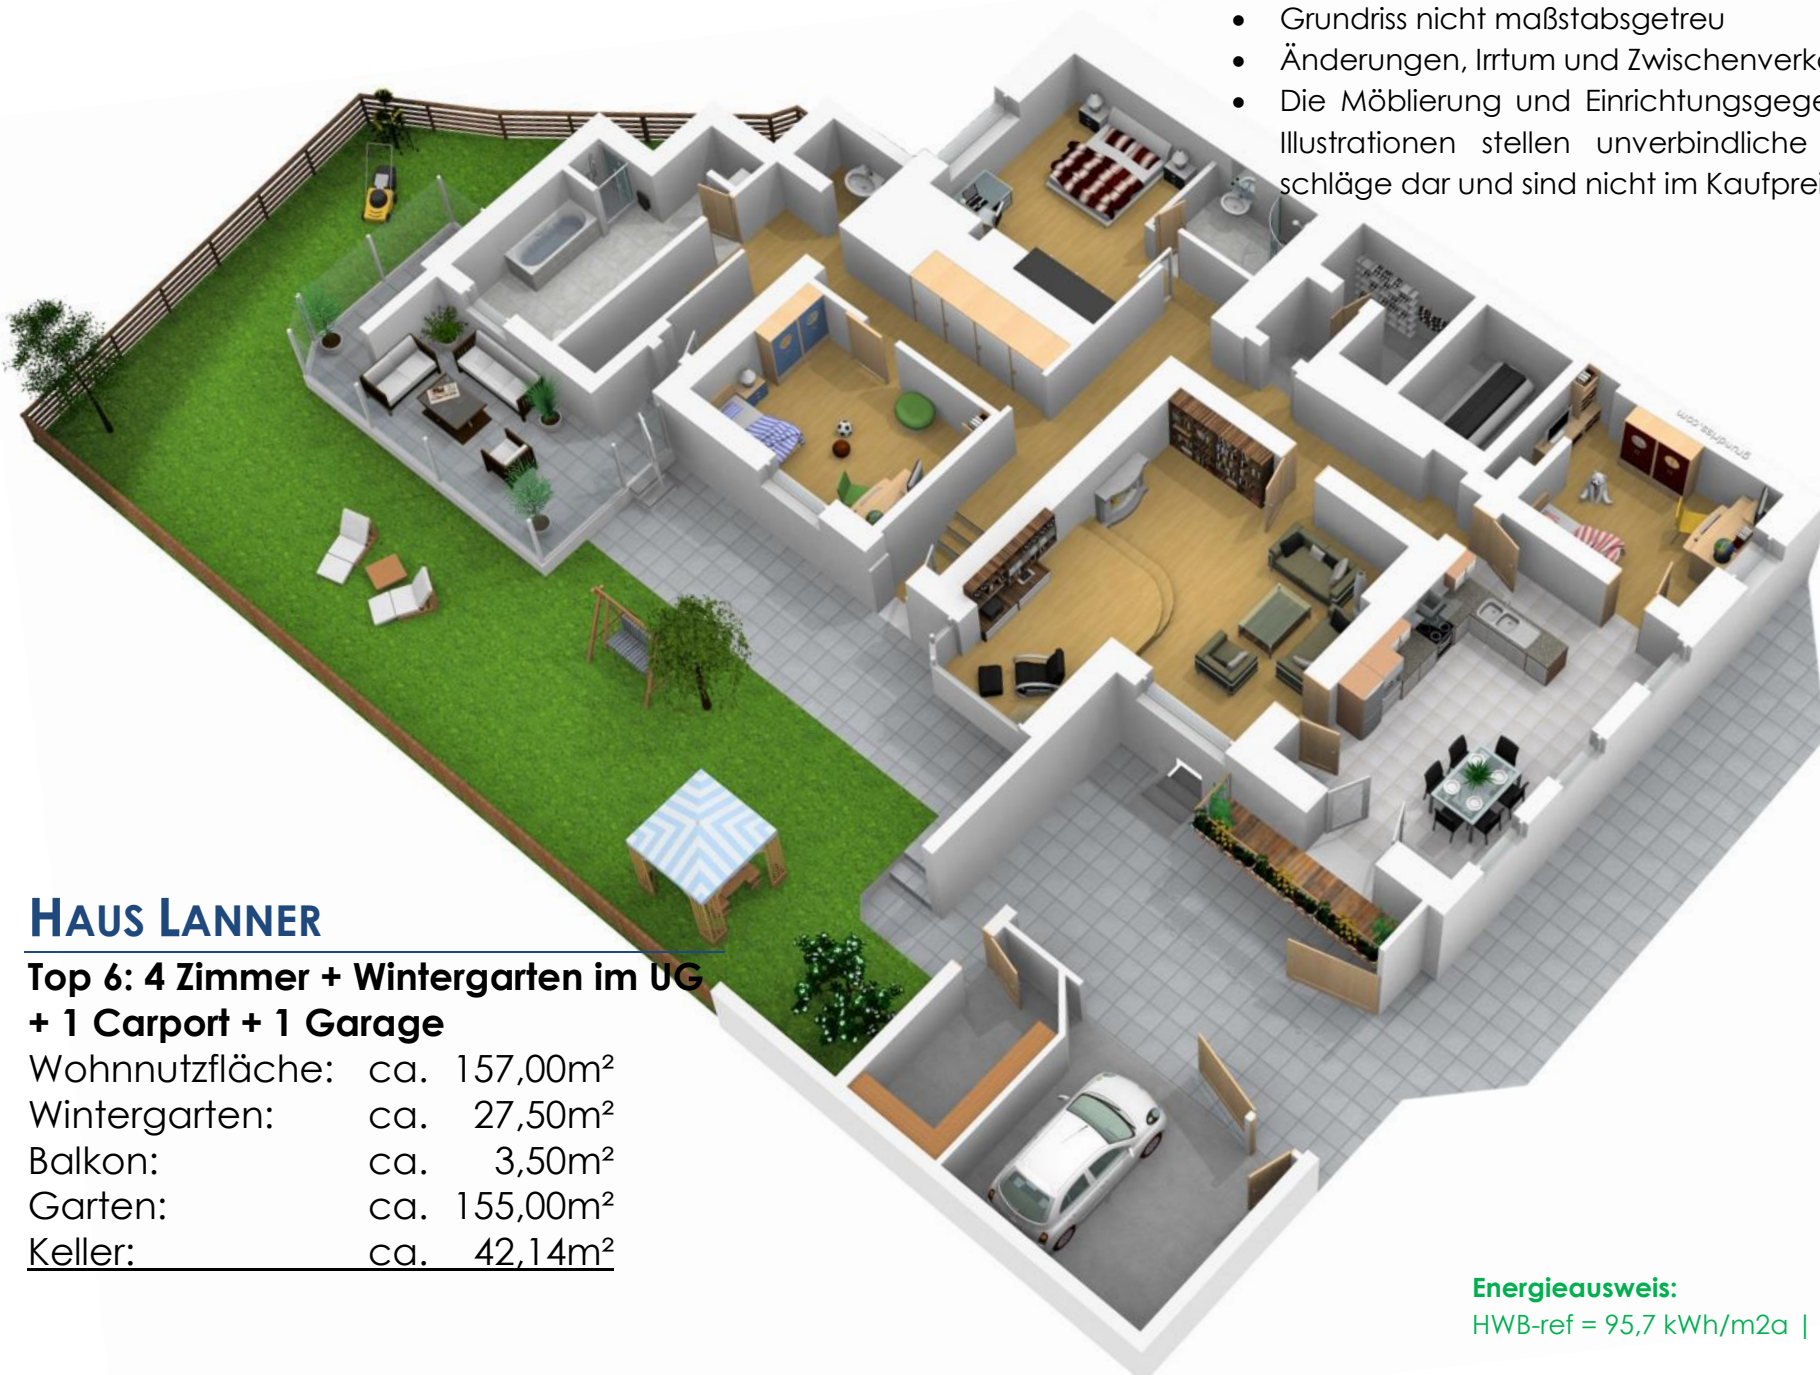 • Grundriss nicht maßstabsgetreu
• Änderungen, Irrtum und
• Die Möblierung und
Illustrationen stellen unverbindliche
schläge dar und sind nicht im
grundriss.com
HAUS LANNER
Top 6: 4 Zimmer + Wintergarten im UG
+ 1 Carport + 1 Garage
Wohnnutzfläche: ca. 157,00m²
Wintergarten: ca. 27,50m²
Balkon: ca. 3,50m²
Garten: ca. 155,00m²
Keller: ca. 42,14m²
Energieausweis:
HWB-ref = 95,7 kWh/m2a |